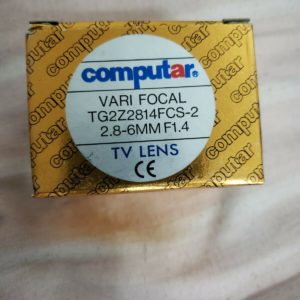 computar®
VARI FOCAL
TG2Z2814FCS-2
2.8-6MM F1.4
TV LENS
CE